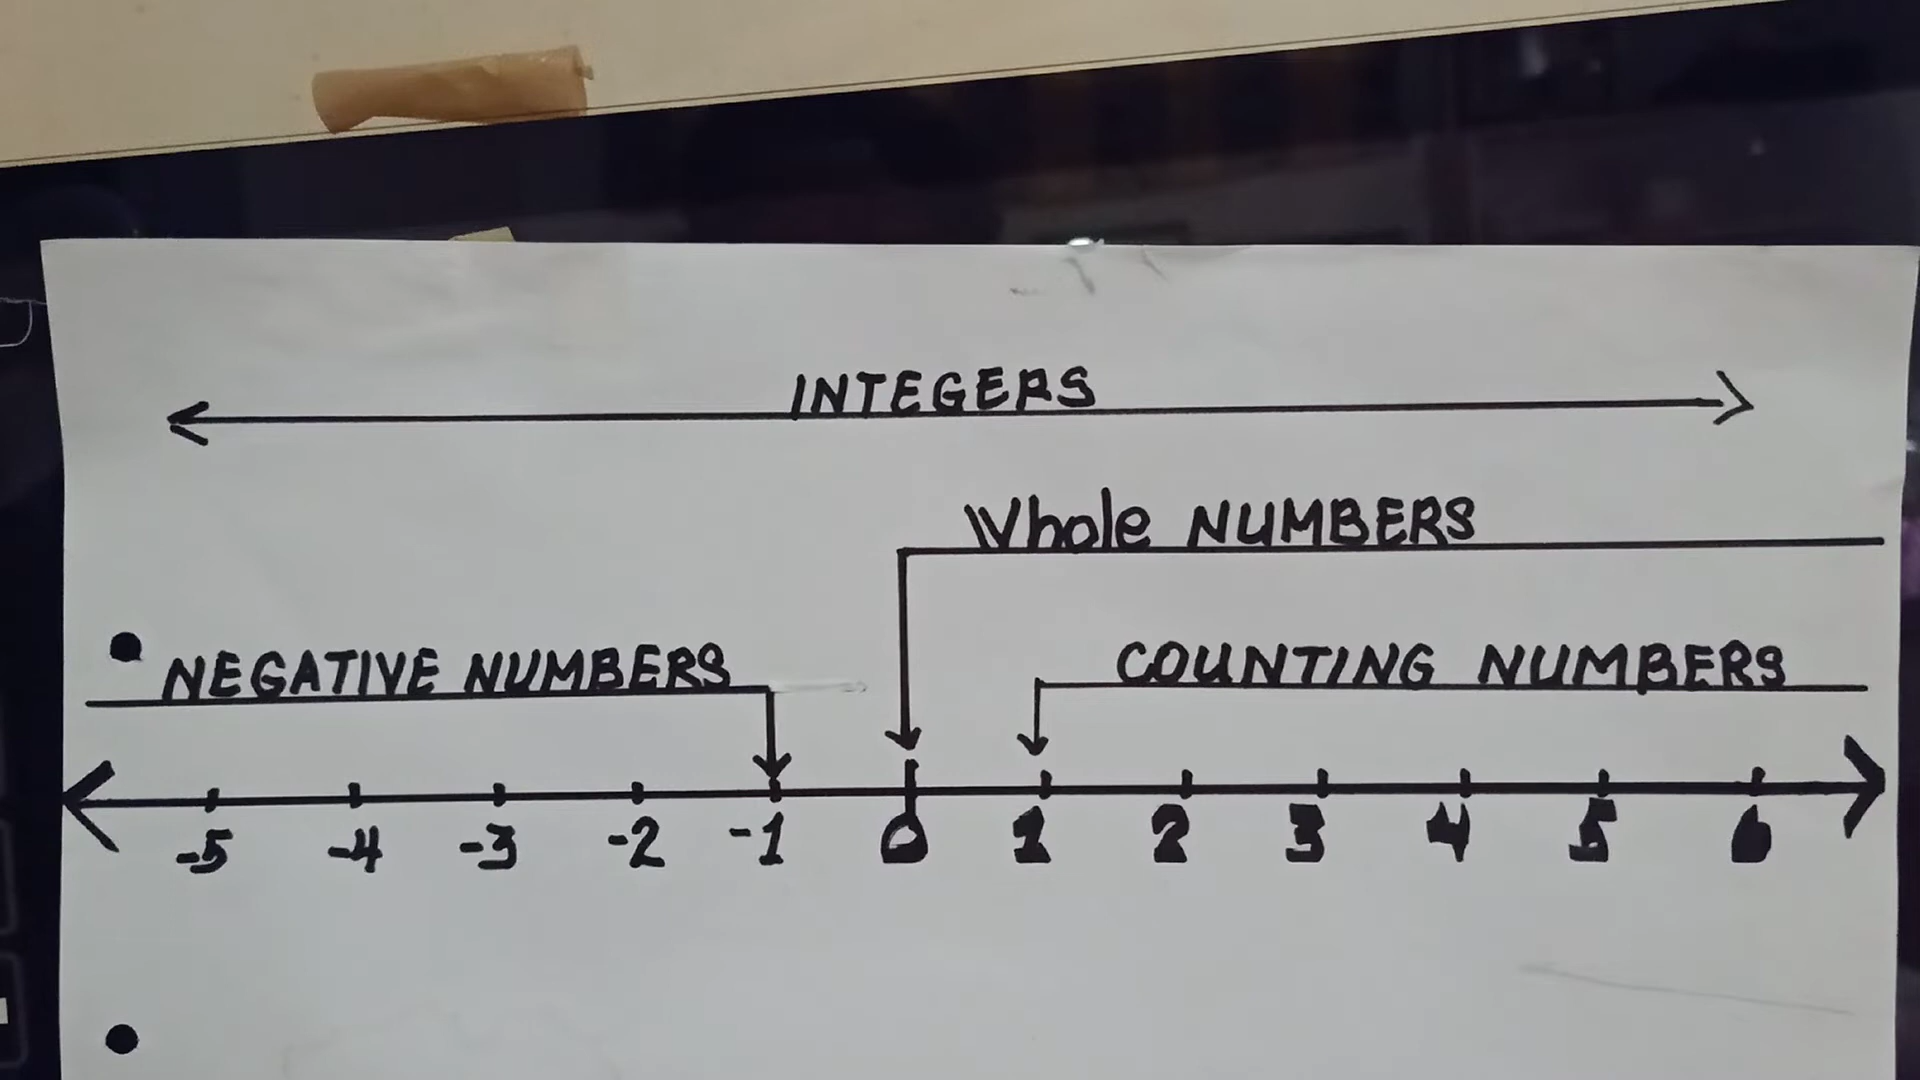 INTEGERS
Whole NUMBERS
NEGATIVE NUMBERS
COUNTING NUMBERS
-5 -4 -3 -2 -1 0 1 2 3 4 5 6